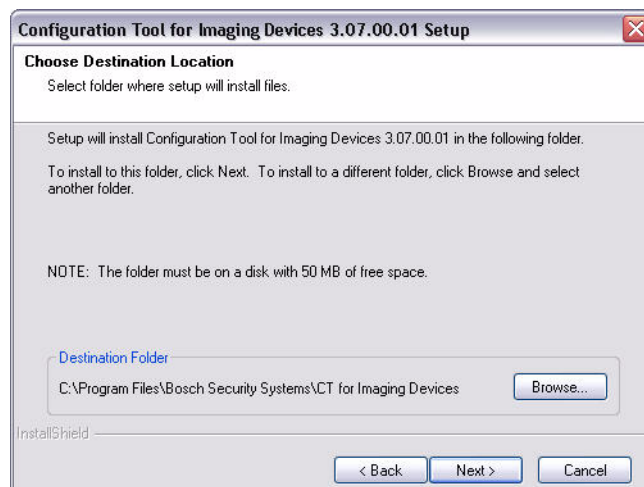 Configuration Tool for Imaging Devices 3.07.00.01 Setup
Choose Destination Location
Select folder where setup will install files.
Setup will install Configuration Tool for Imaging Devices 3.07.00.01 in the following folder.
To install to this folder, click Next. To install to a different folder, click Browse and select
another folder.
NOTE: The folder must be on a disk with 50 MB of free space.
Destination Folder
C:\Program Files\Bosch Security Systems\CT for Imaging Devices
Browse...
InstallShield
< Back
Next >
Cancel